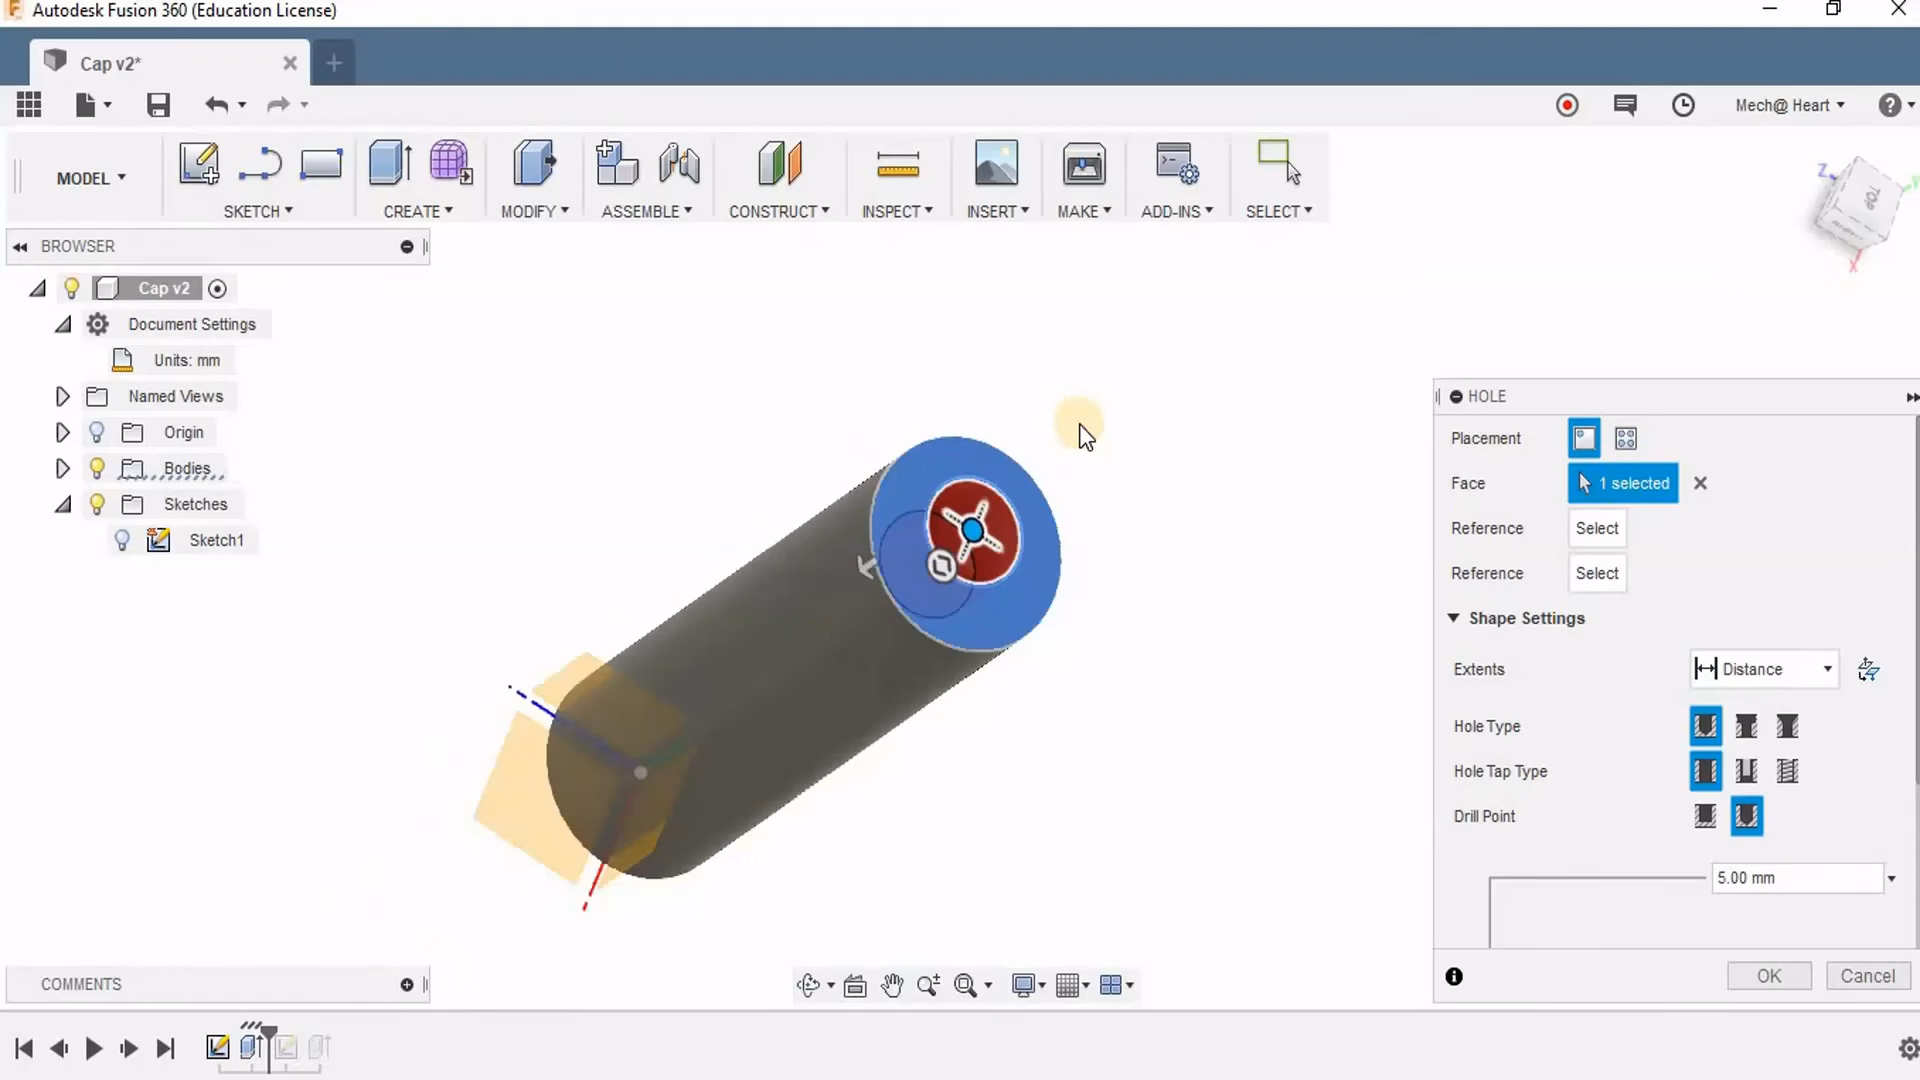 Autodesk Fusion 360 (Education License)
Cap v2*
Mech@ Heart
MODEL
SKETCH
CREATE
MODIFY
ASSEMBLE
CONSTRUCT
INSPECT
INSERT
MAKE
ADD-INS
SELECT
Z
Y
TOP
X
BROWSER
Cap v2
Document Settings
Units: mm
Named Views
Origin
Bodies
Sketches
Sketch1
HOLE
Placement
Face
1 selected
Reference
Select
Reference
Select
Shape Settings
Extents
Distance
Hole Type
Hole Tap Type
Drill Point
5.00 mm
OK
Cancel
COMMENTS